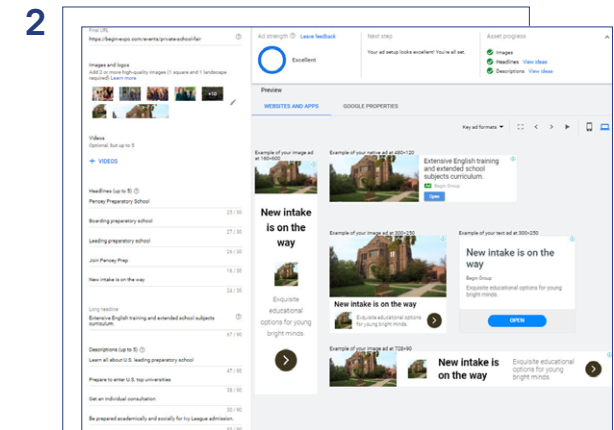 2
Final URL
https://beginexpo.com/events/private-school-fair
Images and logos
Add 2 or more high-quality images (1 square and 1 landscape
required) Learn more
+10
Videos
Optional, but up to 5
+ VIDEOS
Headlines (up to 5)
Pencey Preparatory School
25 / 30
Boarding preparatory school
27 / 30
Leading preparatory school
26 / 30
Join Pencey Prep
16 / 30
New intake is on the way
24 / 30
Long headline
Extensive English training and extended school subjects
curriculum.
67 / 90
Descriptions (up to 5)
Learn all about U.S. leading preparatory school
47 / 90
Prepare to enter U.S. top universities
38 / 90
Get an individual consultation
30 / 90
Be prepared academically and socially for Ivy League admission.
Ad strength Leave feedback
Excellent
Next step
Your ad setup looks excellent! You're all set.
Asset progress
Images
Headlines View ideas
Descriptions View ideas
Preview
WEBSITES AND APPS
GOOGLE PROPERTIES
Key ad formats
Example of your image ad
at 160×600
New intake
is on the
way
Exquisite
educational
options for young
bright minds.
Example of your native ad at 480×120
Extensive English training
and extended school
subjects curriculum.
Ad Begin Group
Open
Example of your image ad at 300×250
New intake is on the way
Exquisite educational options
for young bright minds.
Example of your text ad at 300×250
New intake is on the
way
Begin Group
Exquisite educational options for young
bright minds.
OPEN
Example of your image ad at 728×90
New intake is
on the way
Exquisite educational
options for young
bright minds.